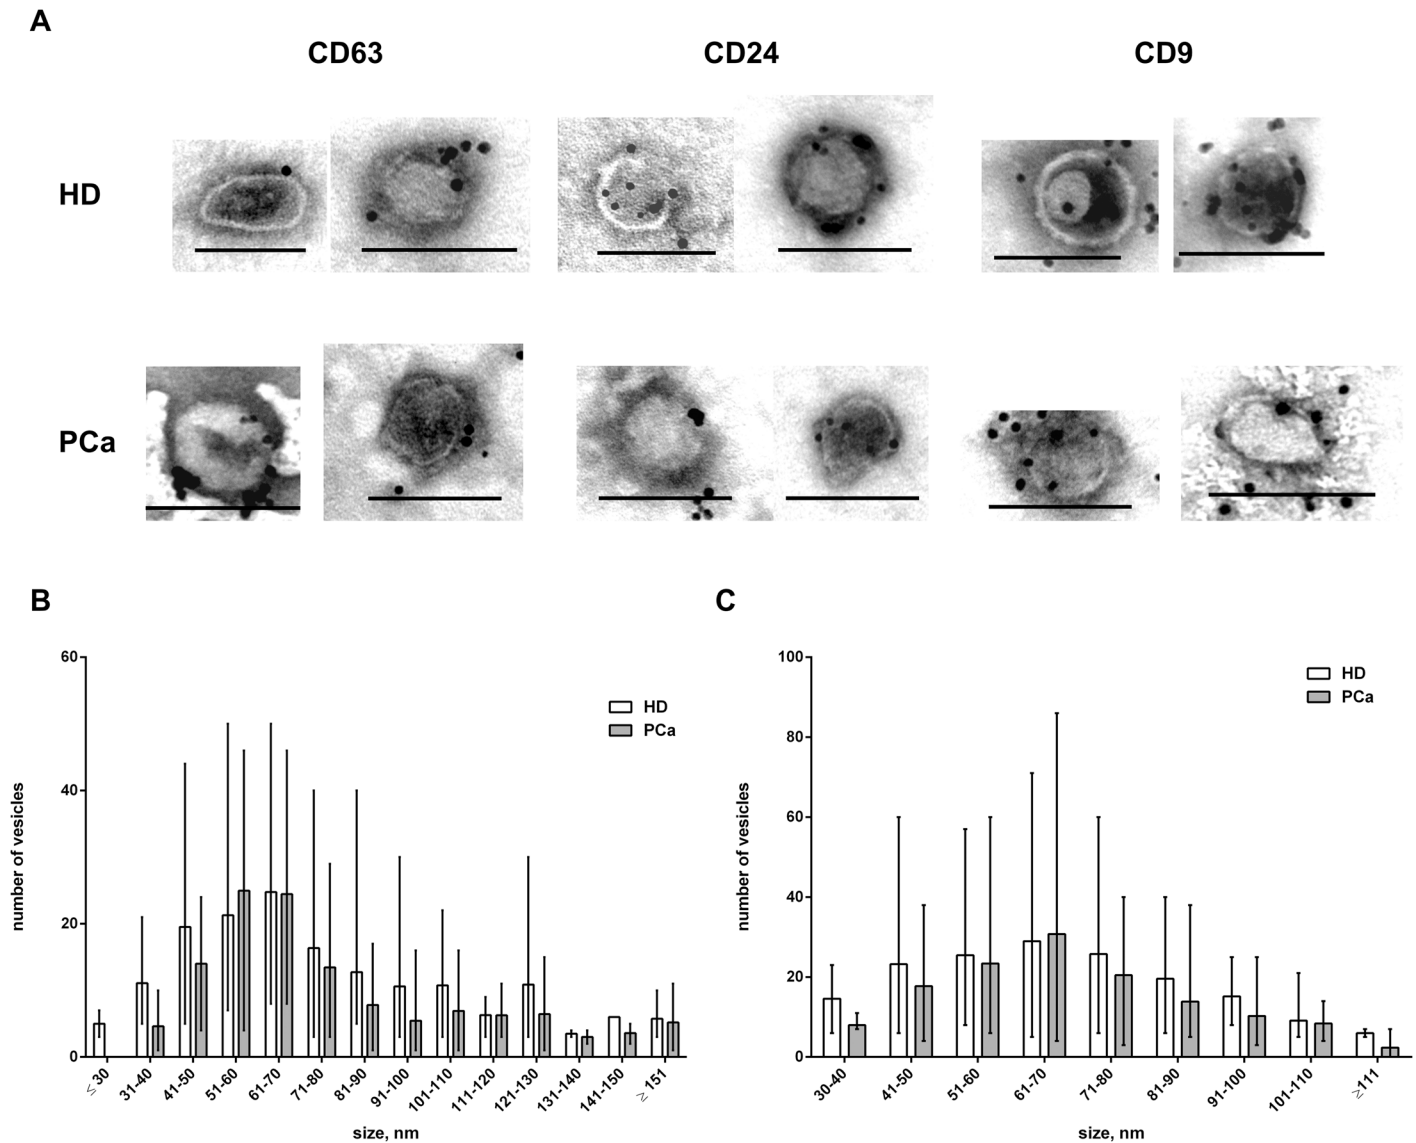 A
CD63 CD24 CD9
HD
PCa
B
number of vesicles
60
40
20
0
HD
PCa
≤ 30 31-40 41-50 51-60 61-70 71-80 81-90 91-100 101-110 111-120 121-130 131-140 141-150 ≥ 151
size, nm
C
number of vesicles
100
80
60
40
20
0
HD
PCa
30-40 41-50 51-60 61-70 71-80 81-90 91-100 101-110 ≥111
size, nm